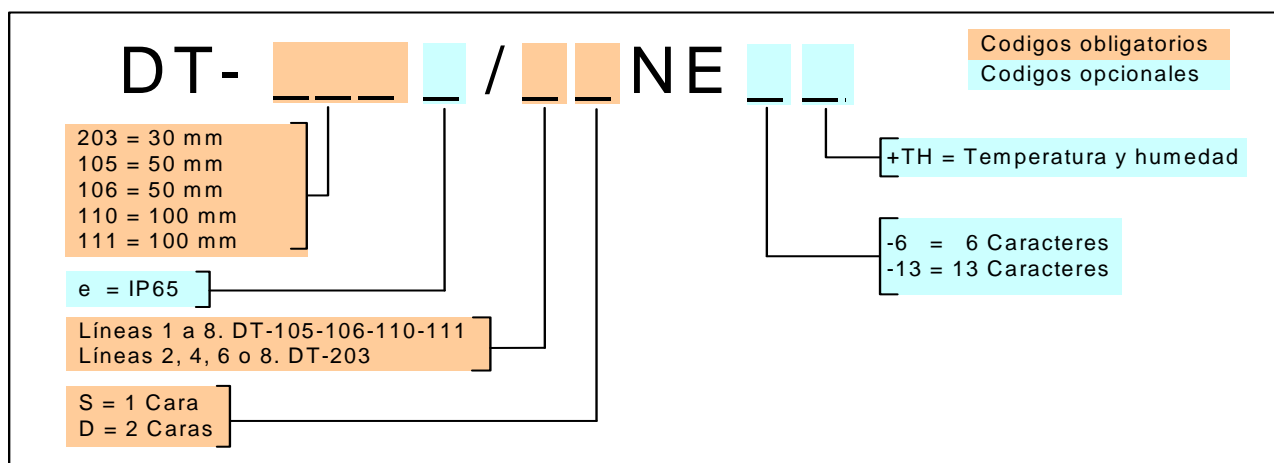 DT- ___ _ / _ _ NE _ _
Codigos obligatorios
Codigos opcionales
203 = 30 mm
105 = 50 mm
106 = 50 mm
110 = 100 mm
111 = 100 mm
+TH = Temperatura y humedad
-6 = 6 Caracteres
-13 = 13 Caracteres
e = IP65
Líneas 1 a 8. DT-105-106-110-111
Líneas 2, 4, 6 o 8. DT-203
S = 1 Cara
D = 2 Caras